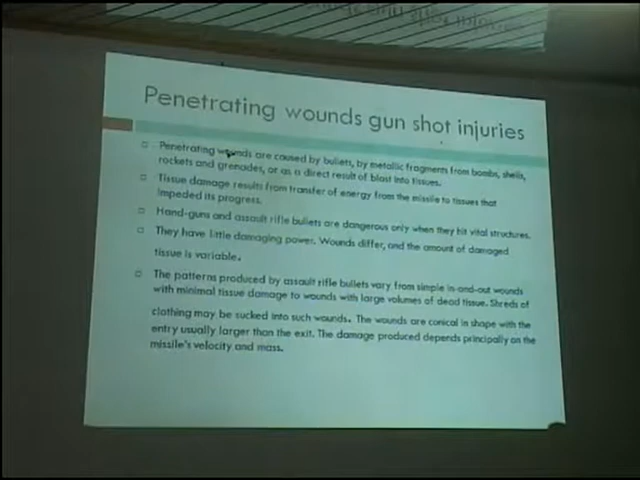 Penetrating wounds gun shot injuries
Penetrating wounds are caused by bullets, by metallic fragments from bombs, shells,
rockets and grenades, or as a direct result of blast into tissues.
Tissue damage results from transfer of energy from the missile to tissues that
impeded its progress.
Hand-guns and assault rifle bullets are dangerous only when they hit vital structures.
They have little damaging power. Wounds differ, and the amount of damaged
tissue is variable.
The patterns produced by assault rifle bullets vary from simple in-and-out wounds
with minimal tissue damage to wounds with large volumes of dead tissue. Shreds of
clothing may be sucked into such wounds. The wounds are conical in shape with the
entry usually larger than the exit. The damage produced depends principally on the
missile's velocity and mass.